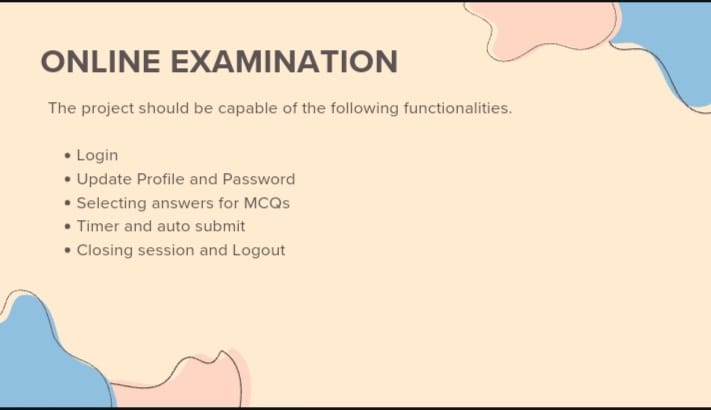 ONLINE EXAMINATION
The project should be capable of the following functionalities.
• Login
• Update Profile and Password
• Selecting answers for MCQs
• Timer and auto submit
• Closing session and Logout